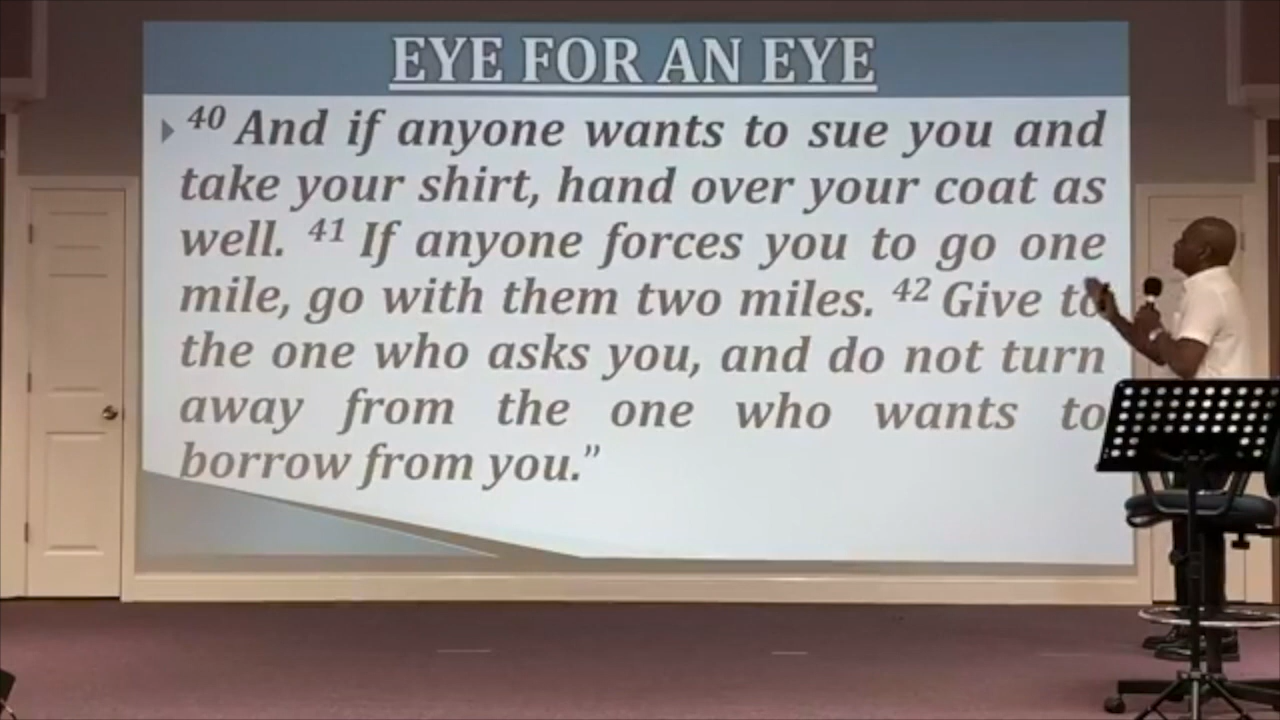 EYE FOR AN EYE
40 And if anyone wants to sue you and
take your shirt, hand over your coat as
well. 41 If anyone forces you to go one
mile, go with them two miles. 42 Give to
the one who asks you, and do not turn
away from the one who wants to
borrow from you.”